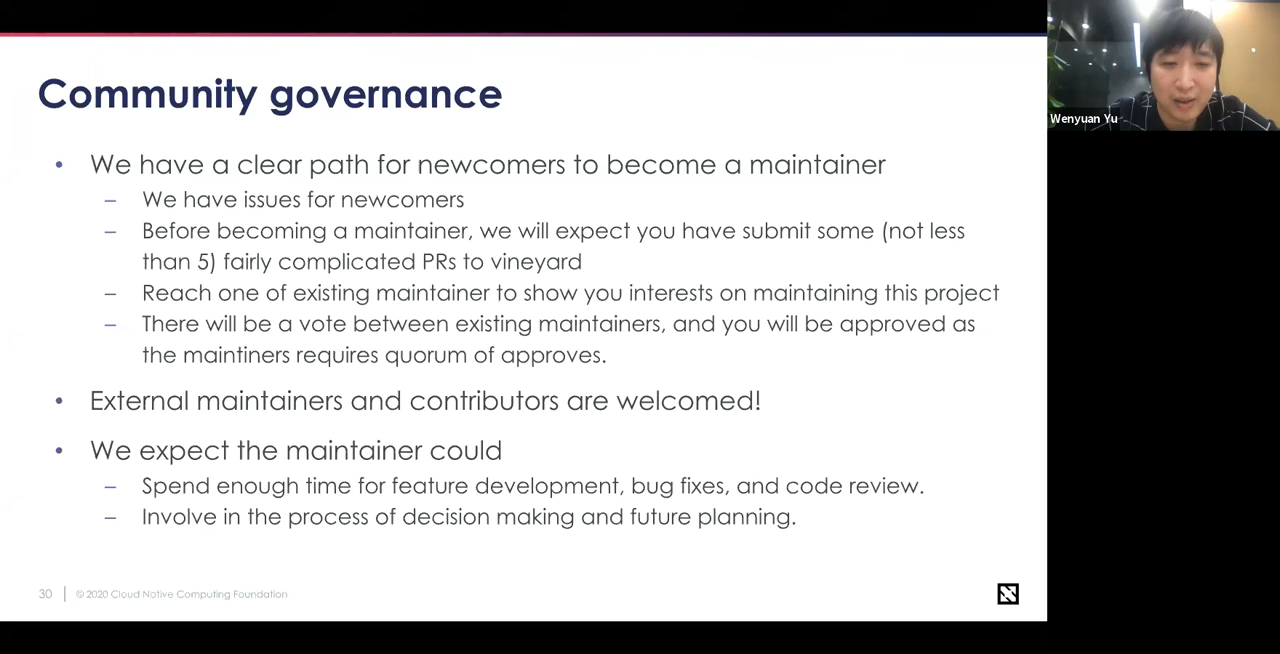 Community governance
• We have a clear path for newcomers to become a maintainer
– We have issues for newcomers
– Before becoming a maintainer, we will expect you have submit some (not less
than 5) fairly complicated PRs to vineyard
– Reach one of existing maintainer to show you interests on maintaining this project
– There will be a vote between existing maintainers, and you will be approved as
the maintiners requires quorum of approves.
• External maintainers and contributors are welcomed!
• We expect the maintainer could
– Spend enough time for feature development, bug fixes, and code review.
– Involve in the process of decision making and future planning.
30 | © 2020 Cloud Native Computing Foundation
Wenyuan Yu